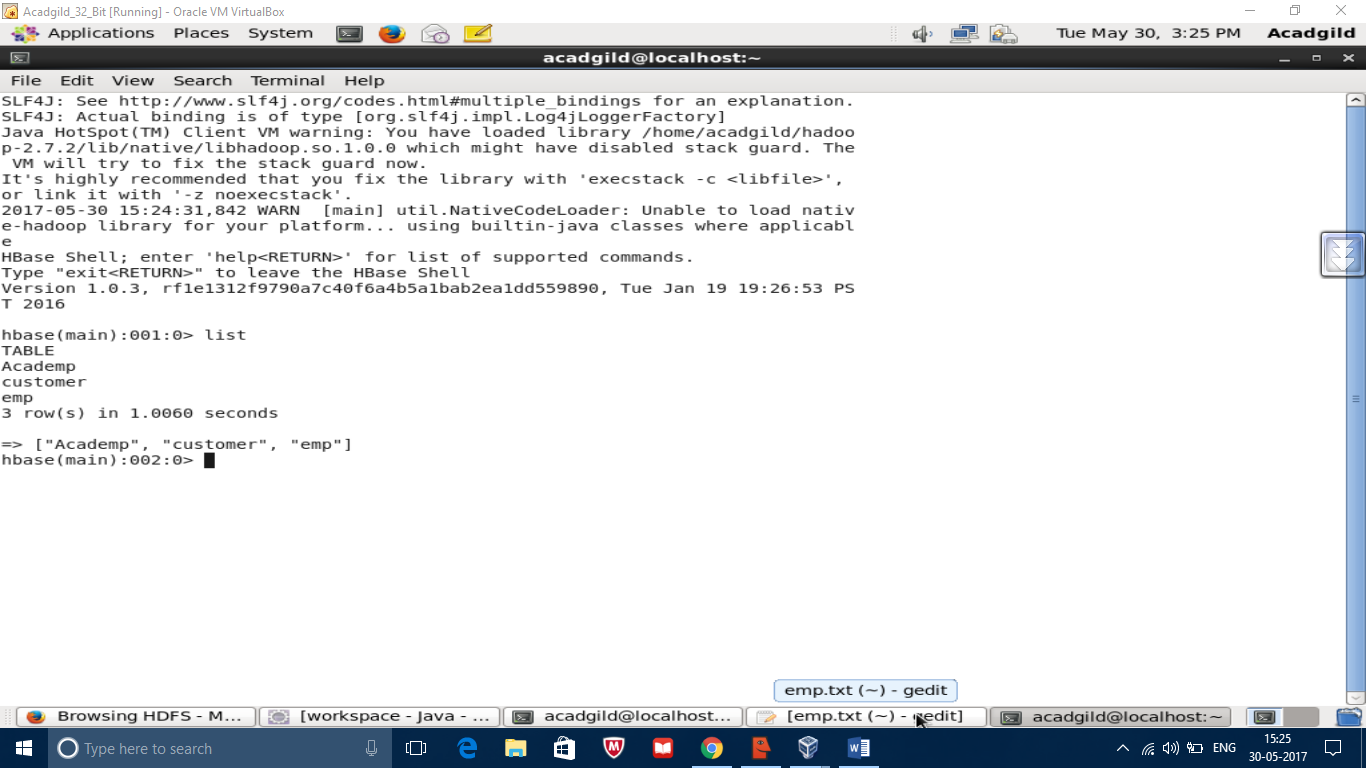 Acadgild_32_Bit [Running] - Oracle VM VirtualBox
Applications Places System Tue May 30, 3:25 PM Acadgild
acadgild@localhost:~
File Edit View Search Terminal Help
SLF4J: See http://www.slf4j.org/codes.html#multiple_bindings for an explanation.
SLF4J: Actual binding is of type [org.slf4j.impl.Log4jLoggerFactory]
Java HotSpot(TM) Client VM warning: You have loaded library /home/acadgild/hadoo
p-2.7.2/lib/native/libhadoop.so.1.0.0 which might have disabled stack guard. The
 VM will try to fix the stack guard now.
It's highly recommended that you fix the library with 'execstack -c <libfile>',
or link it with '-z noexecstack'.
2017-05-30 15:24:31,842 WARN  [main] util.NativeCodeLoader: Unable to load nativ
e-hadoop library for your platform... using builtin-java classes where applicabl
e
HBase Shell; enter 'help<RETURN>' for list of supported commands.
Type "exit<RETURN>" to leave the HBase Shell
Version 1.0.3, rf1e1312f9790a7c40f6a4b5a1bab2ea1dd559890, Tue Jan 19 19:26:53 PS
T 2016
hbase(main):001:0> list
TABLE
Academp
customer
emp
3 row(s) in 1.0060 seconds
=> ["Academp", "customer", "emp"]
hbase(main):002:0>
emp.txt (~) - gedit
Browsing HDFS - M... [workspace - Java - ... acadgild@localhost... [emp.txt (~) - gedit] acadgild@localhost:~
Type here to search ENG 15:25
30-05-2017